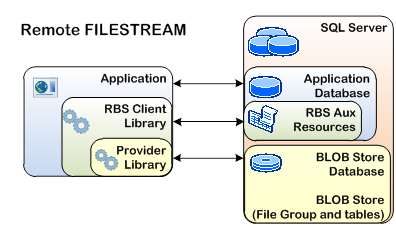 Remote FILESTREAM
SQL Server
Application
RBS Client
Library
Provider
Library
Application
Database
RBS Aux
Resources
BLOB Store
Database
BLOB Store
(File Group and tables)